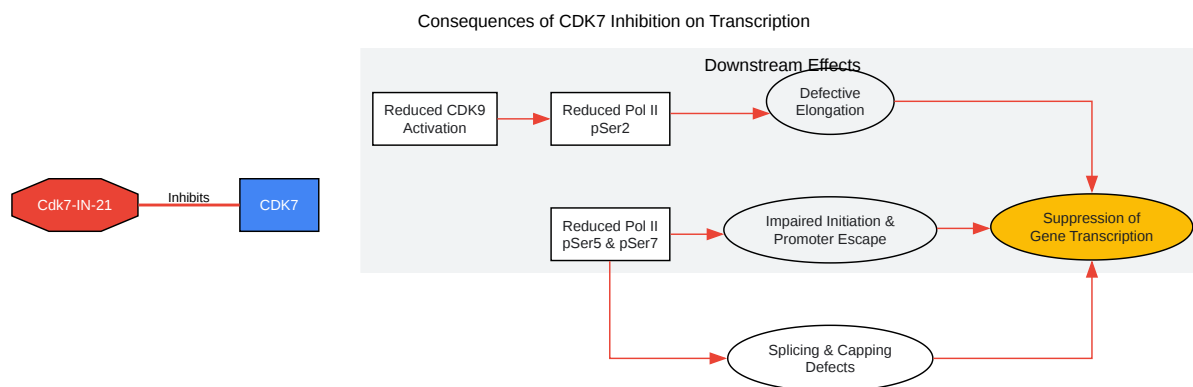 Consequences of CDK7 Inhibition on Transcription
Downstream Effects
Reduced CDK9
Activation
Reduced Pol II
pSer2
Defective
Elongation
Cdk7-IN-21
Inhibits
CDK7
Reduced Pol II
pSer5 & pSer7
Impaired Initiation &
Promoter Escape
Suppression of
Gene Transcription
Splicing & Capping
Defects